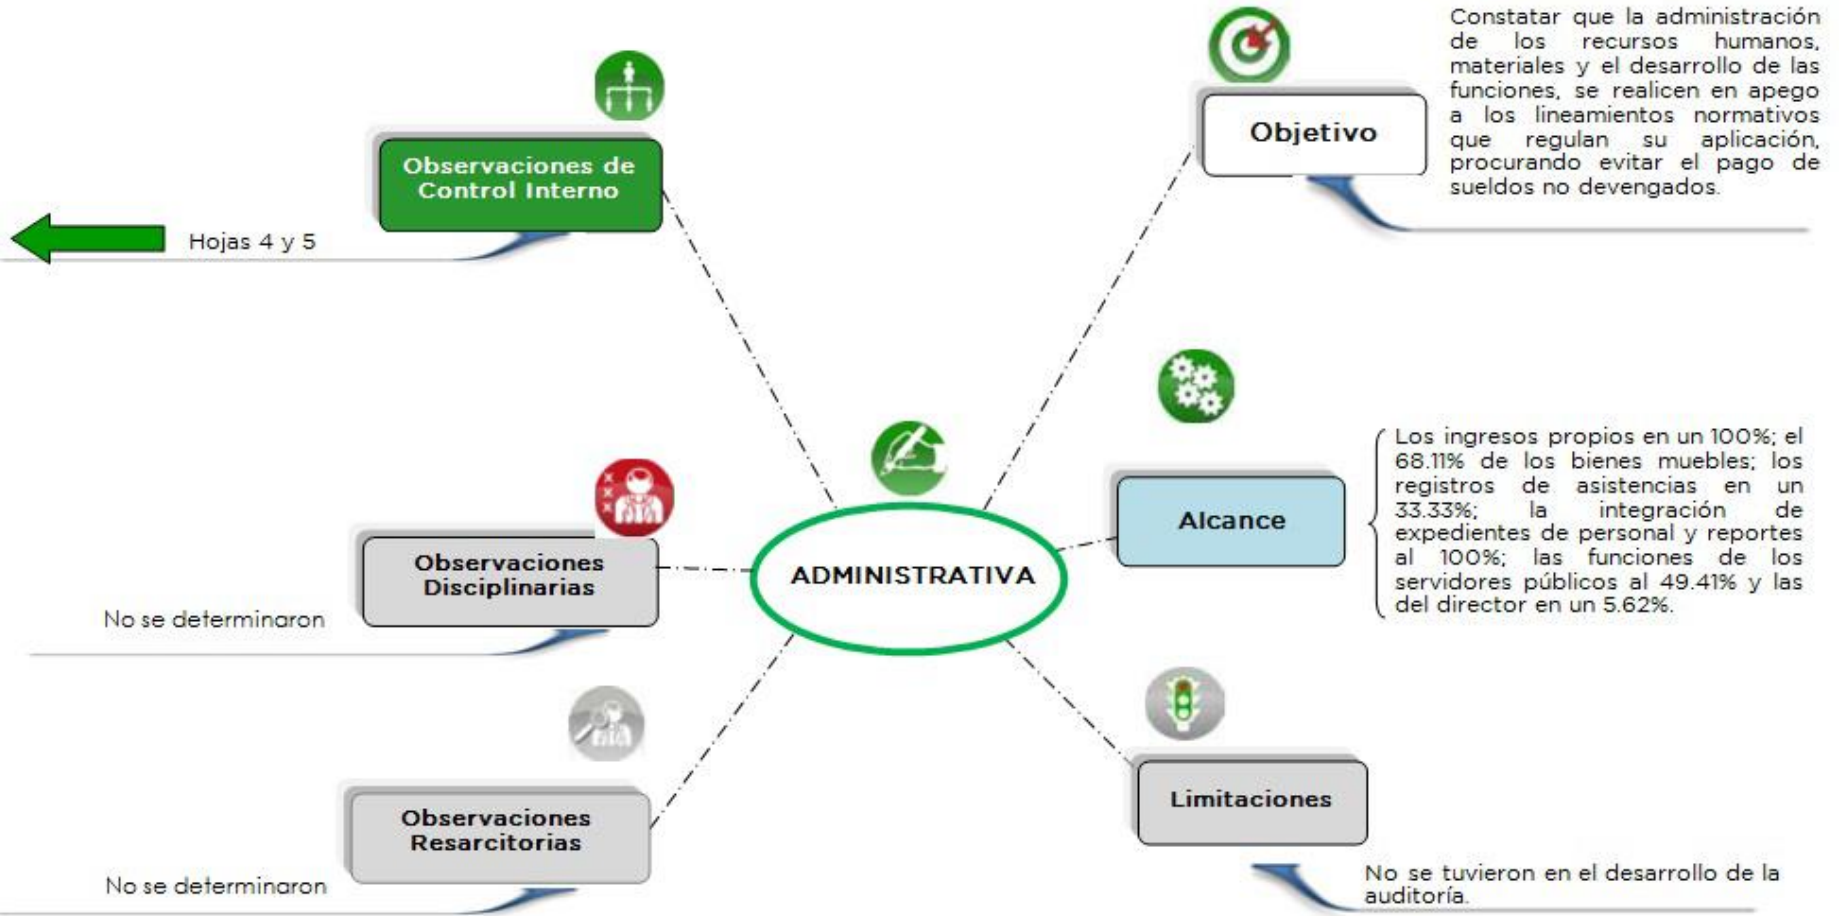 Observaciones de
Control Interno
Hojas 4 y 5
Objetivo
Constatar que la administración
de los recursos humanos,
materiales y el desarrollo de las
funciones, se realicen en apego
a los lineamientos normativos
que regulan su aplicación,
procurando evitar el pago de
sueldos no devengados.
Alcance
Los ingresos propios en un 100%; el
68.11% de los bienes muebles; los
registros de asistencias en un
33.33%; la integración de
expedientes de personal y reportes
al 100%; las funciones de los
servidores públicos al 49.41% y las
del director en un 5.62%.
ADMINISTRATIVA
Observaciones
Disciplinarias
No se determinaron
Observaciones
Resarcitorias
No se determinaron
Limitaciones
No se tuvieron en el desarrollo de la
auditoría.